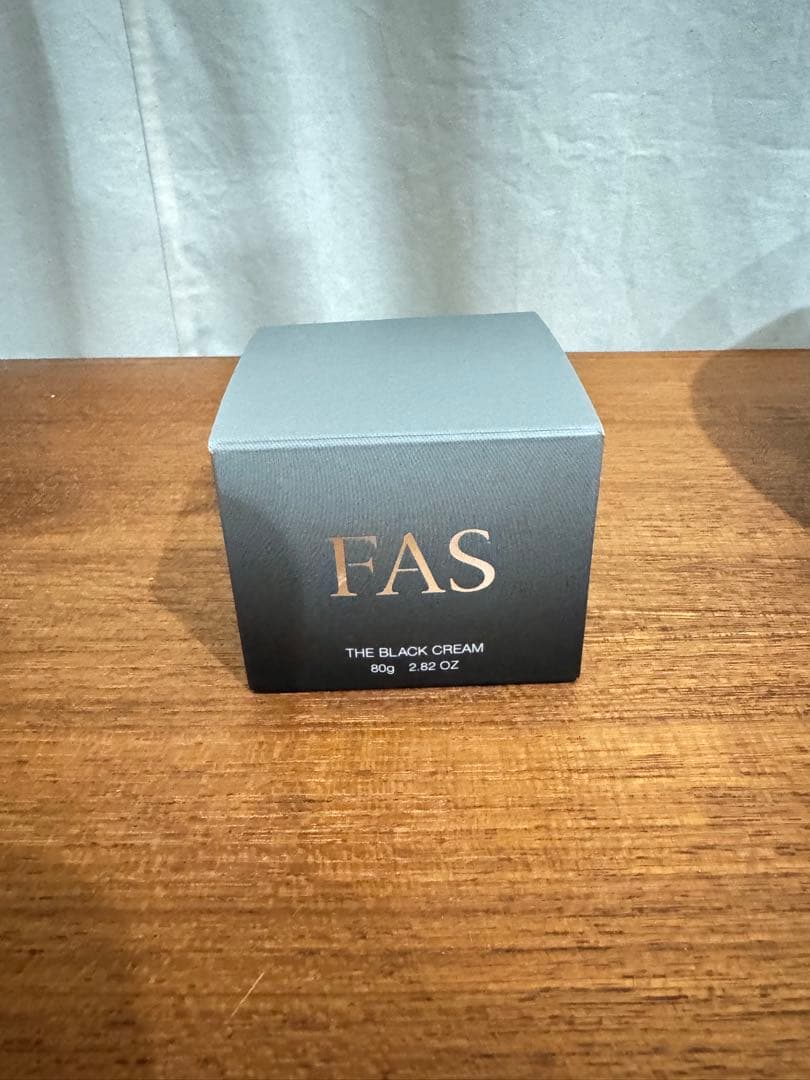 FAS
THE BLACK CREAM
80g 2.82 OZ